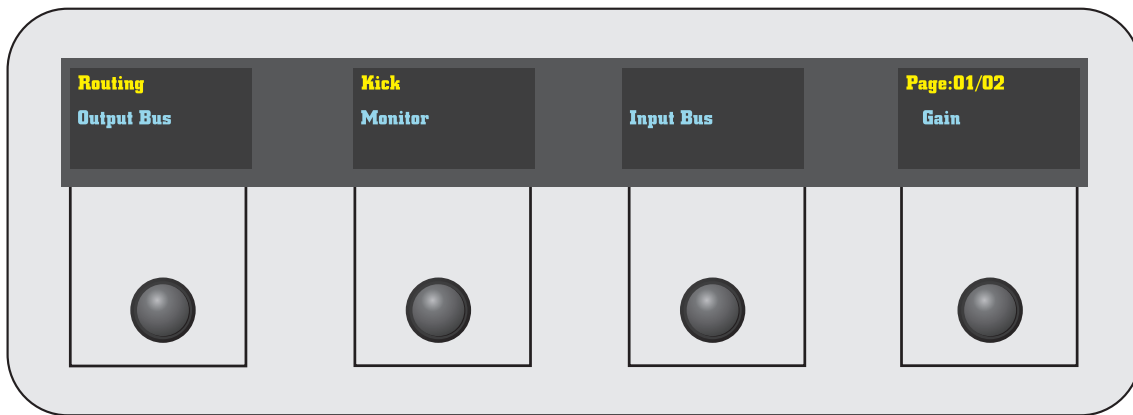 Routing
Output Bus
Kick
Monitor
Input Bus
Page:01/02
Gain